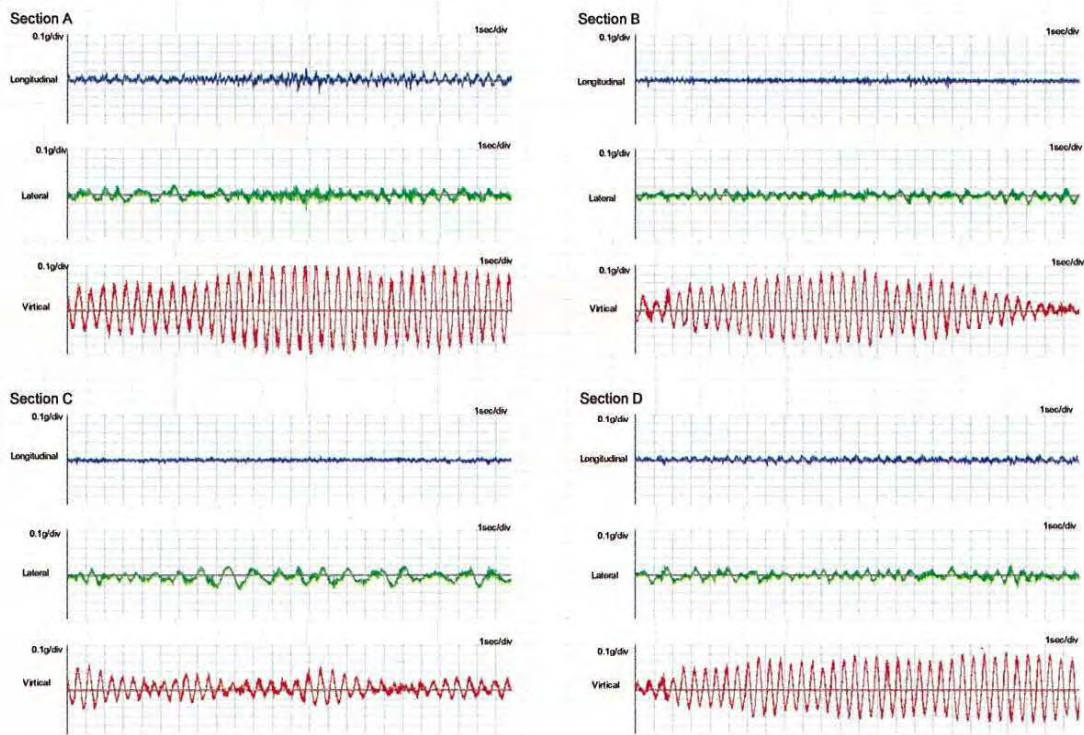 Section A
0.1g/div
1sec/div
Longitudinal
0.1g/div
1sec/div
Lateral
0.1g/div
1sec/div
Virtical
Section B
0.1g/div
1sec/div
Longitudinal
0.1g/div
1sec/div
Lateral
0.1g/div
1sec/div
Virtical
Section C
0.1g/div
1sec/div
Longitudinal
0.1g/div
1sec/div
Lateral
0.1g/div
1sec/div
Virtical
Section D
0.1g/div
1sec/div
Longitudinal
0.1g/div
1sec/div
Lateral
0.1g/div
1sec/div
Virtical